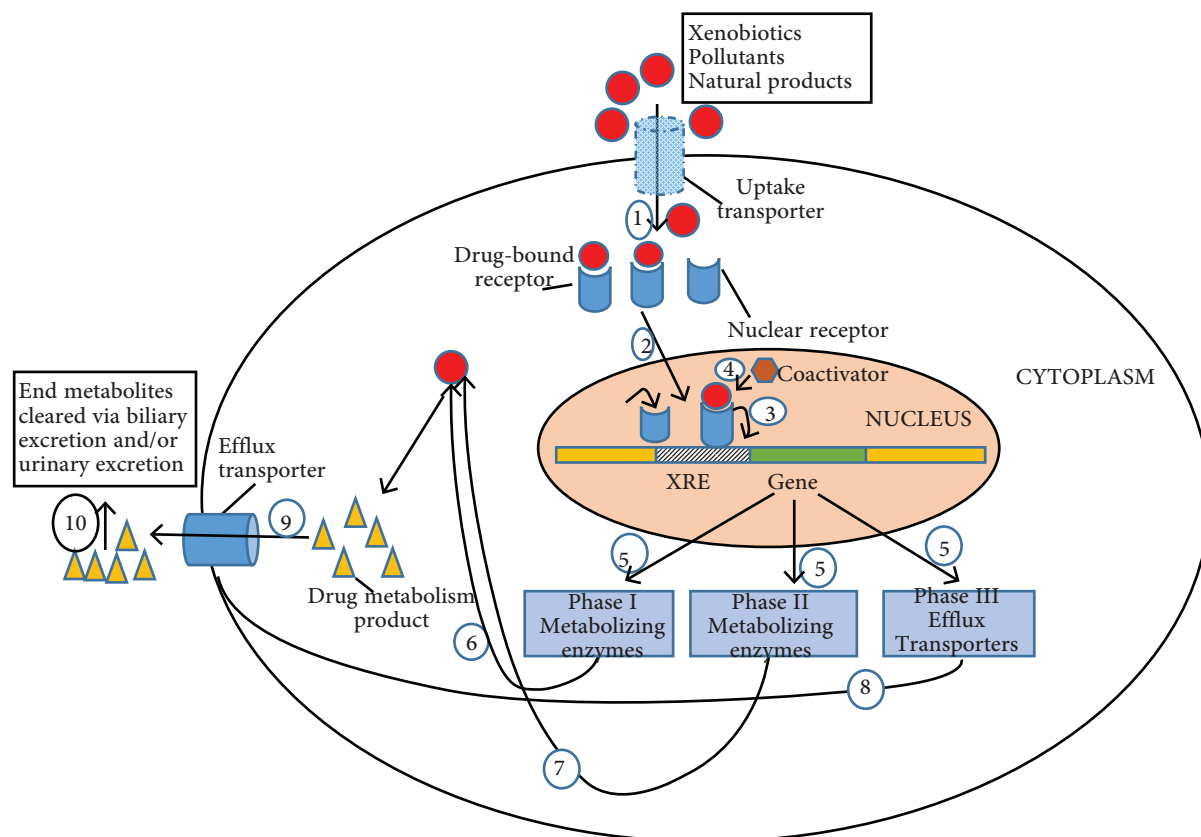 Xenobiotics
Pollutants
Natural products
Uptake
transporter
1
Drug-bound
receptor
Nuclear receptor
2
4
Coactivator
CYTOPLASM
3
NUCLEUS
XRE
Gene
End metabolites
cleared via biliary
excretion and/or
urinary excretion
Efflux
transporter
10
9
Drug metabolism
product
5
5
5
Phase I
Metabolizing
enzymes
Phase II
Metabolizing
enzymes
Phase III
Efflux
Transporters
6
8
7